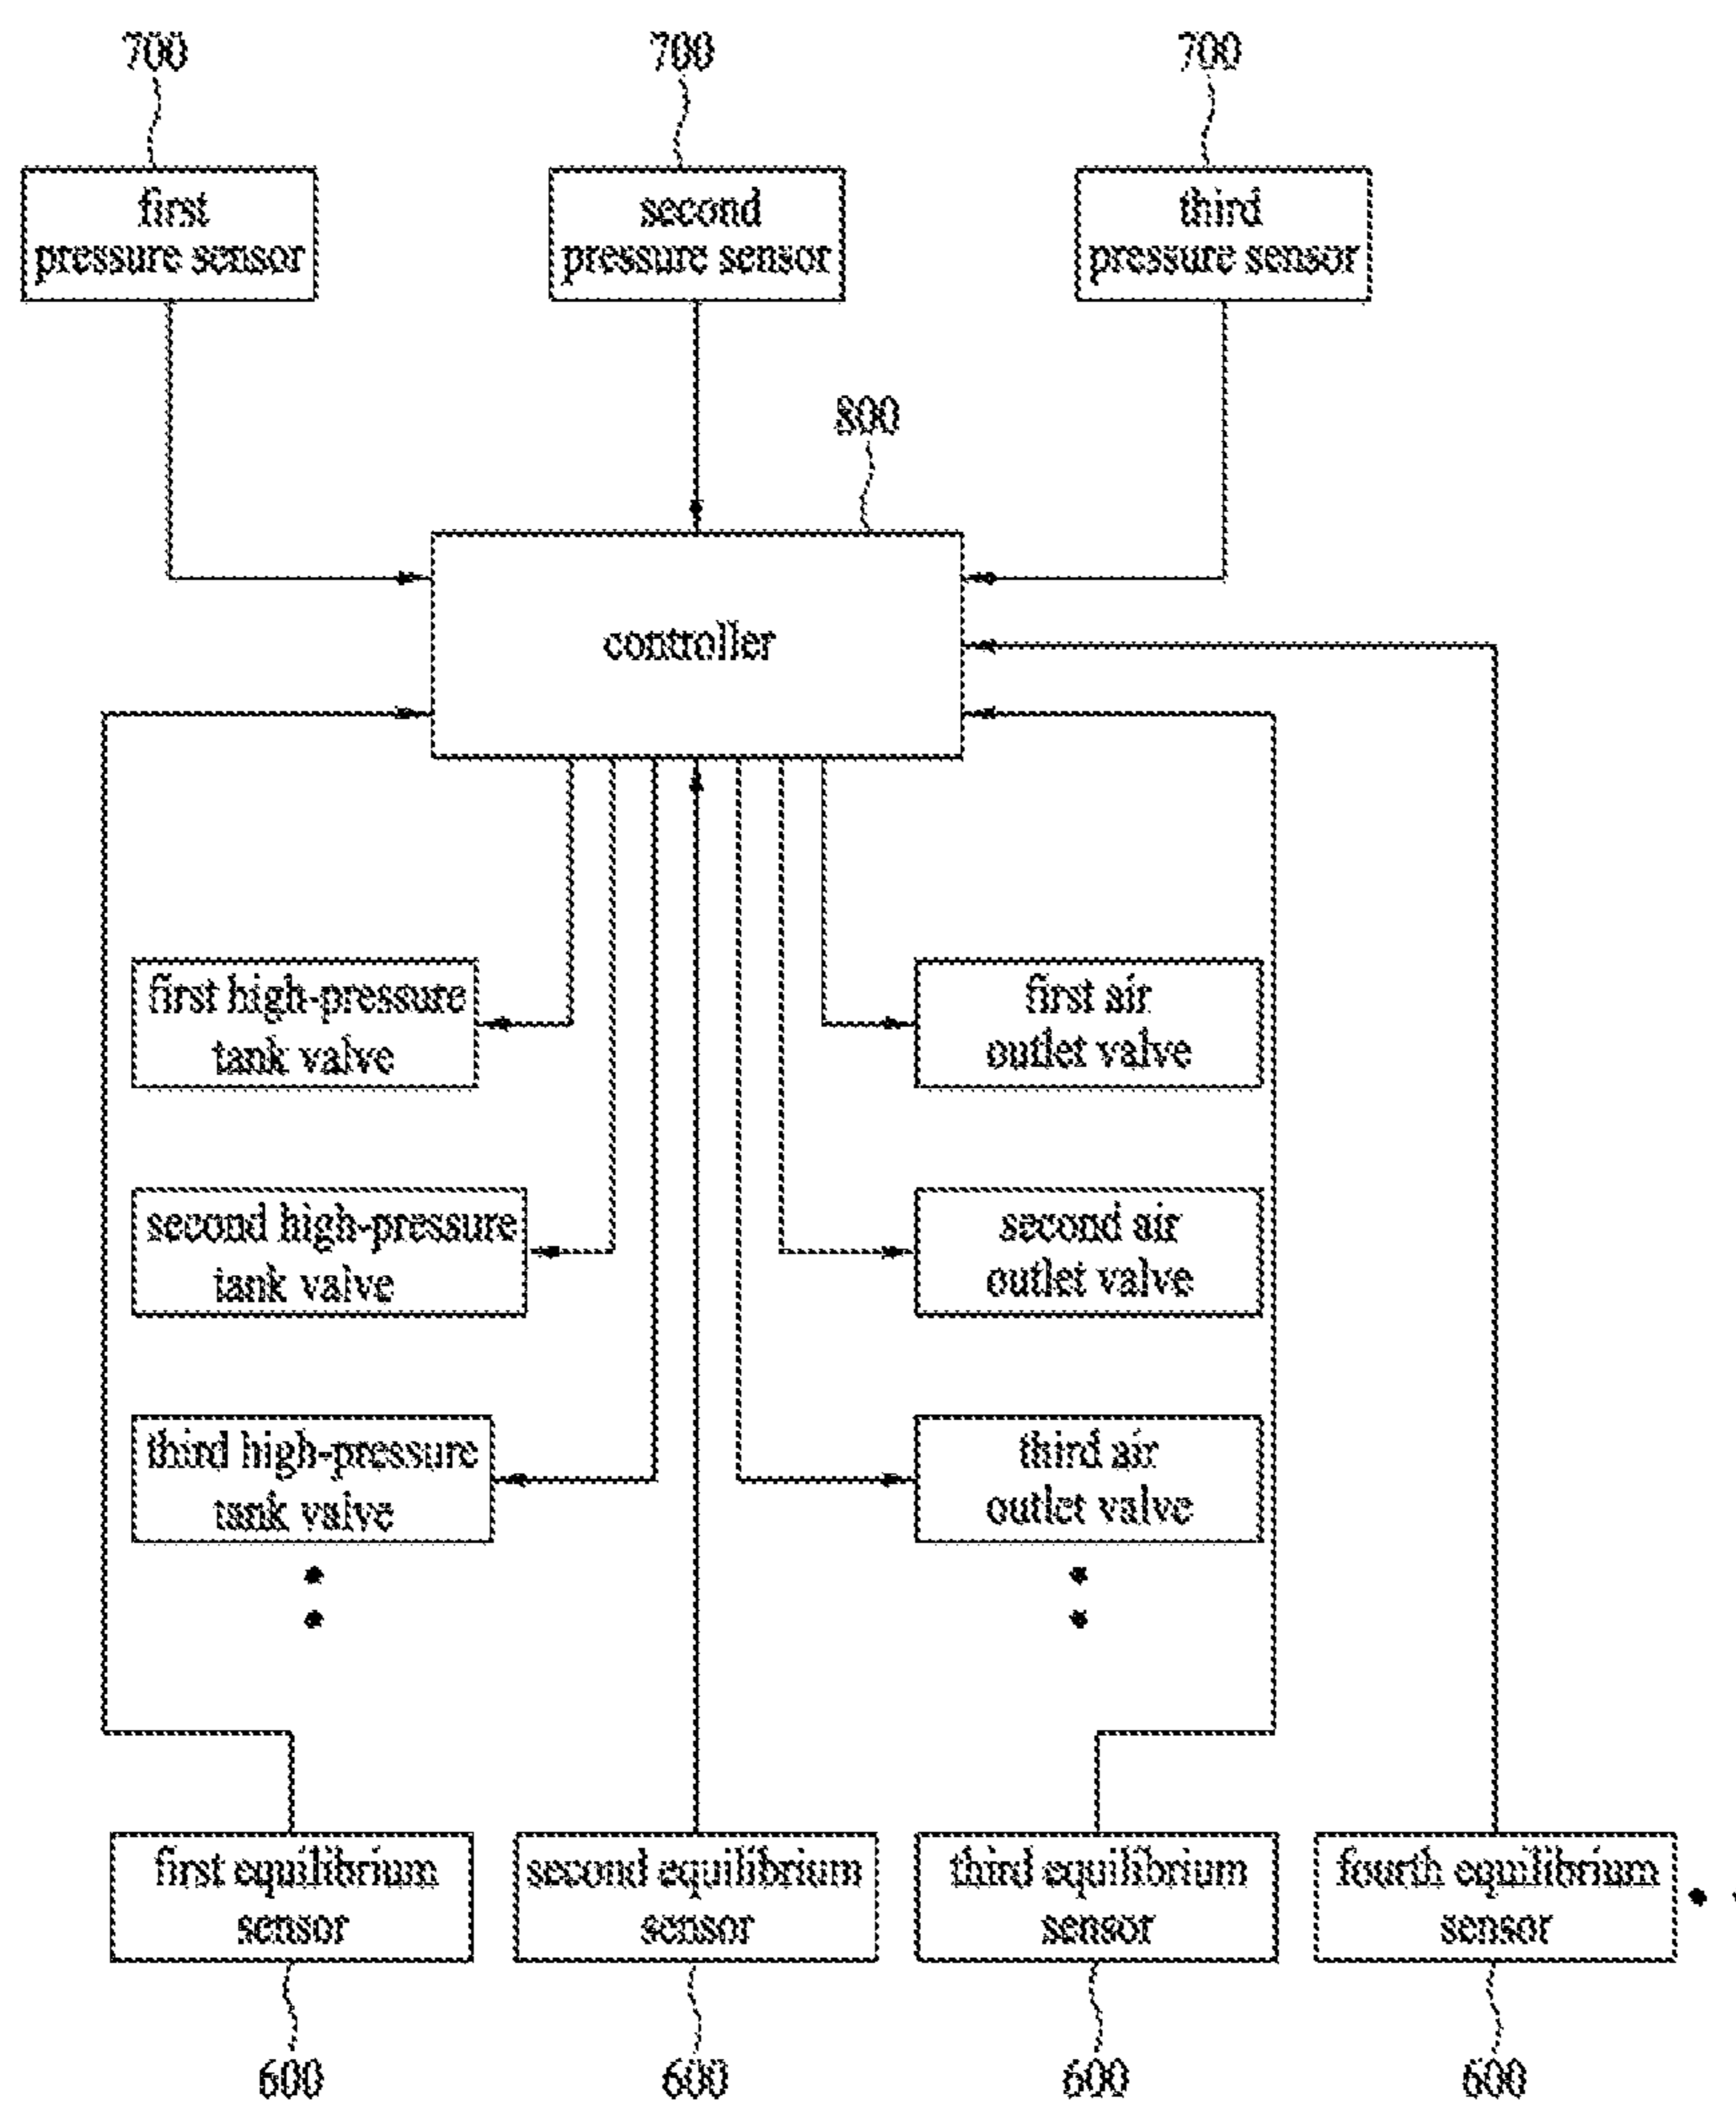 700
700
700
first
pressure sensor
second
pressure sensor
third
pressure sensor
800
controller
first high-pressure
tank valve
first air
outlet valve
second high-pressure
tank valve
second air
outlet valve
third high-pressure
tank valve
third air
outlet valve
first equilibrium
sensor
second equilibrium
sensor
third equilibrium
sensor
fourth equilibrium
sensor
600
600
600
600